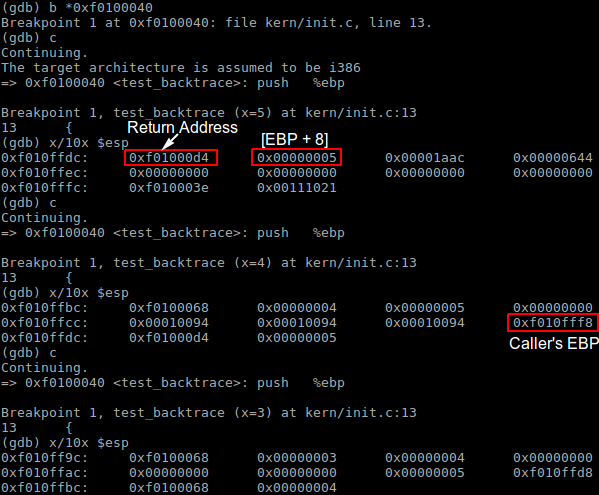 (gdb) b *0xf0100040
Breakpoint 1 at 0xf0100040: file kern/init.c, line 13.
(gdb) c
Continuing.
The target architecture is assumed to be i386
=> 0xf0100040 <test_backtrace>: push %ebp
Breakpoint 1, test_backtrace (x=5) at kern/init.c:13
Return Address
13 {
[EBP + 8]
(gdb) x/10x $esp
0xf010ffdc: 0xf01000d4 0x00000005 0x00001aac 0x00000644
0xf010ffec: 0x00000000 0x00000000 0x00000000 0x00000000
0xf010fffc: 0xf010003e 0x00111021
(gdb) c
Continuing.
=> 0xf0100040 <test_backtrace>: push %ebp
Breakpoint 1, test_backtrace (x=4) at kern/init.c:13
13 {
(gdb) x/10x $esp
0xf010ffbc: 0xf0100068 0x00000004 0x00000005 0x00000000
0xf010ffcc: 0x00010094 0x00010094 0x00010094 0xf010fff8
0xf010ffdc: 0xf01000d4 0x00000005
Caller's EBP
(gdb) c
Continuing.
=> 0xf0100040 <test_backtrace>: push %ebp
Breakpoint 1, test_backtrace (x=3) at kern/init.c:13
13 {
(gdb) x/10x $esp
0xf010ff9c: 0xf0100068 0x00000003 0x00000004 0x00000000
0xf010ffac: 0x00000000 0x00000000 0x00000005 0xf010ffd8
0xf010ffbc: 0xf0100068 0x00000004